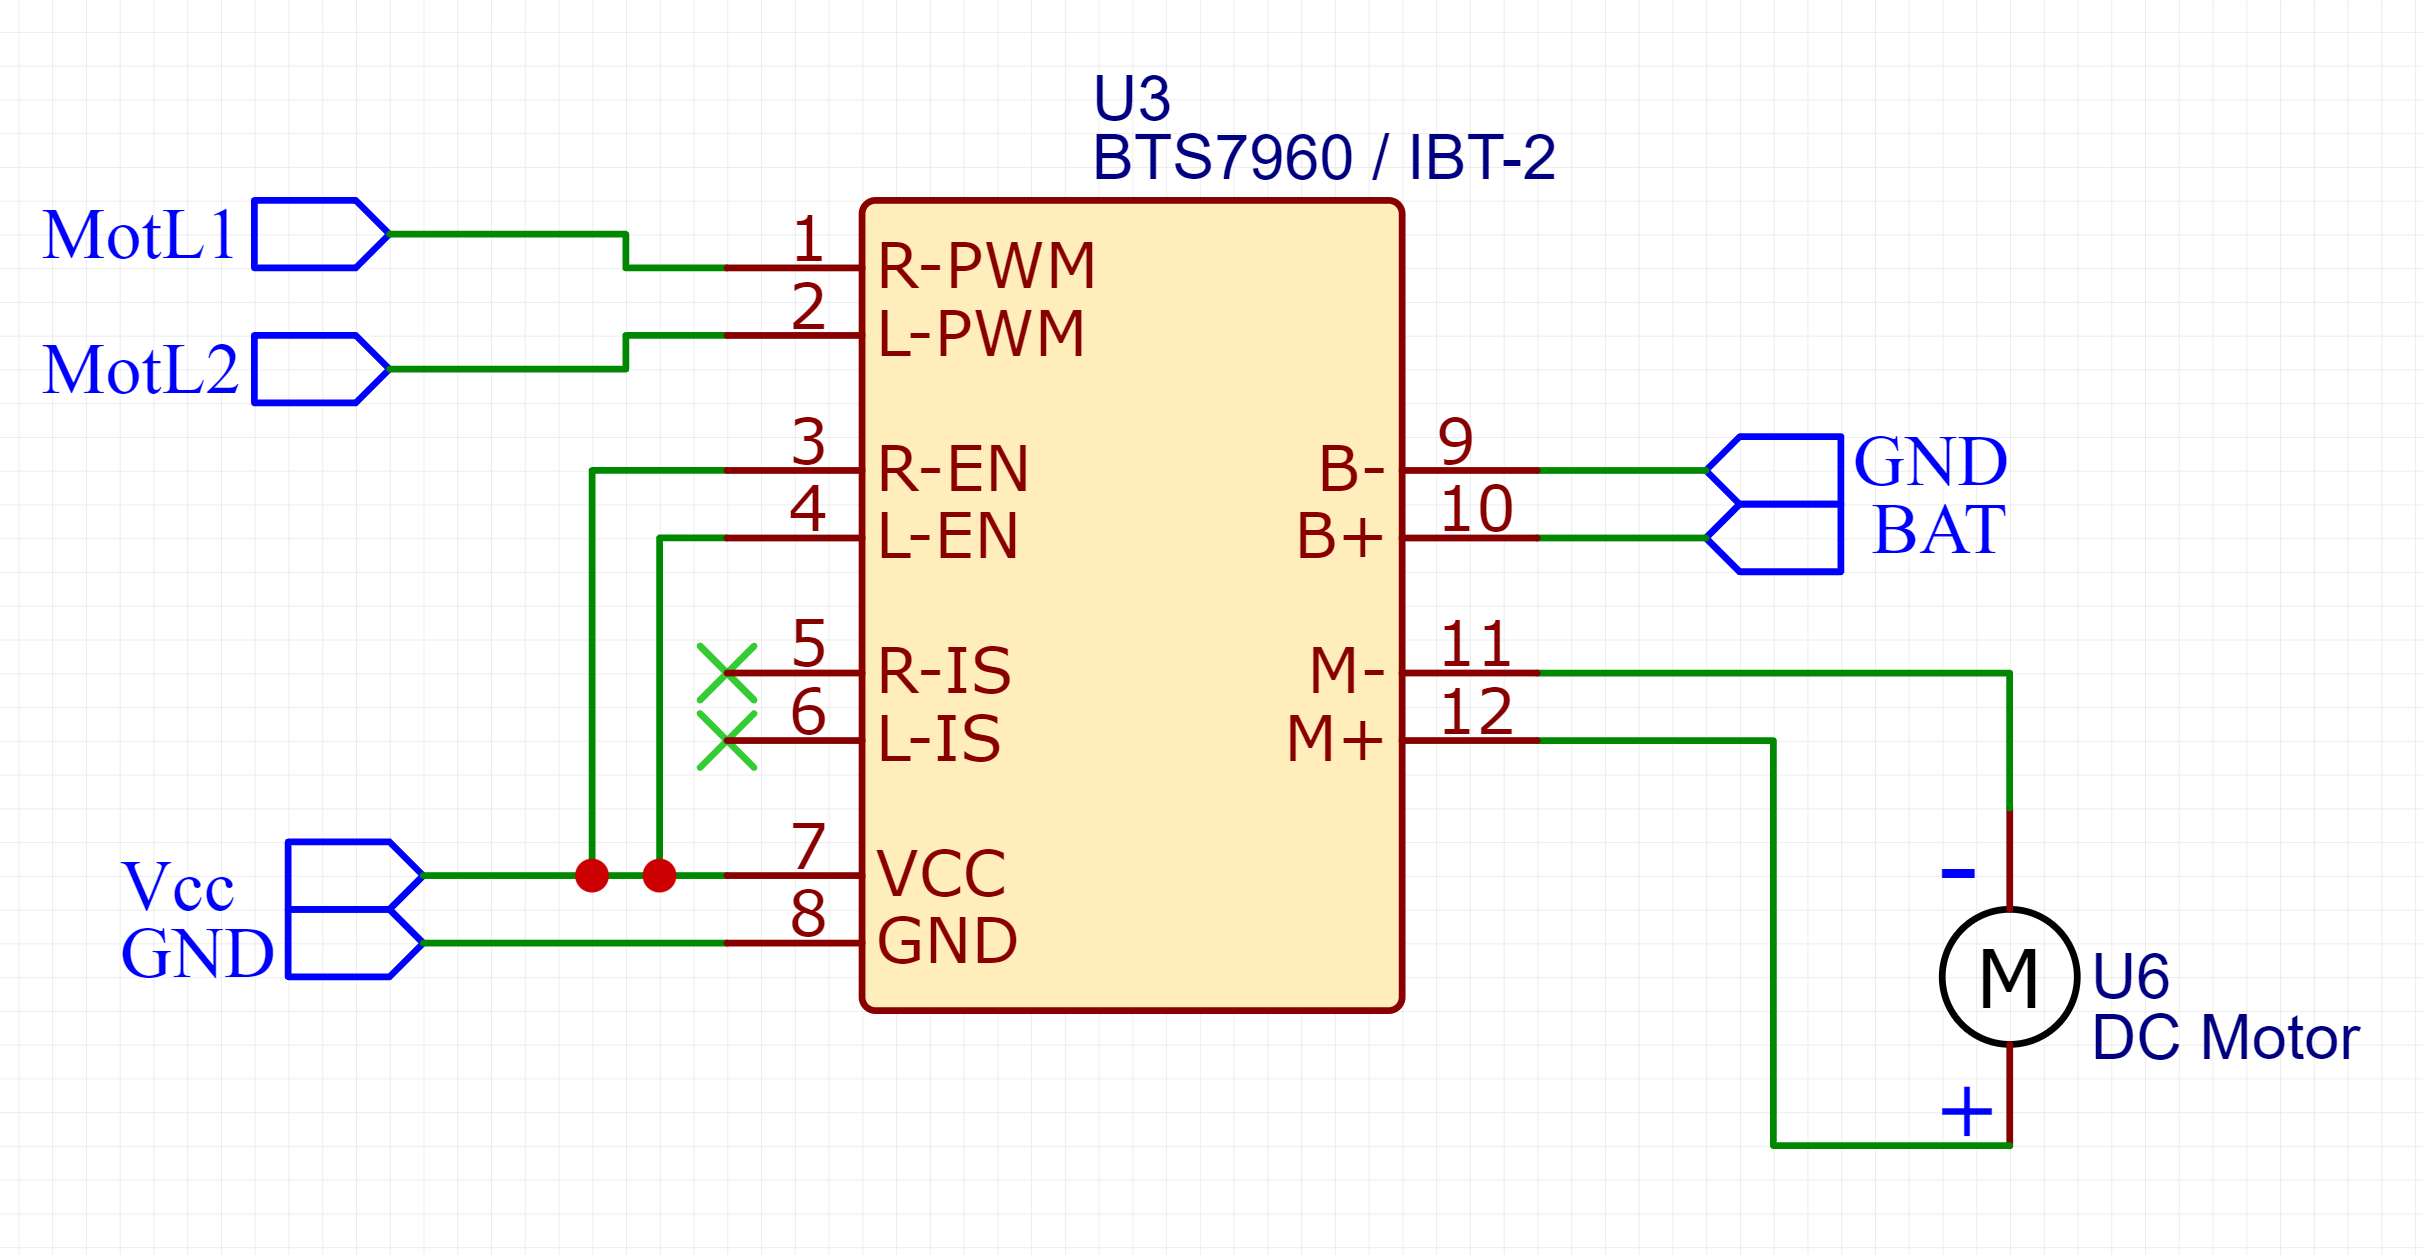 U3
BTS7960 / IBT-2
MotL1
1
R-PWM
2
L-PWM
MotL2
3
R-EN
4
L-EN
5
R-IS
6
L-IS
7
VCC
8
GND
Vcc
GND
B-
9
GND
B+
10
BAT
M-
11
M+
12
-
M
+
U6
DC Motor